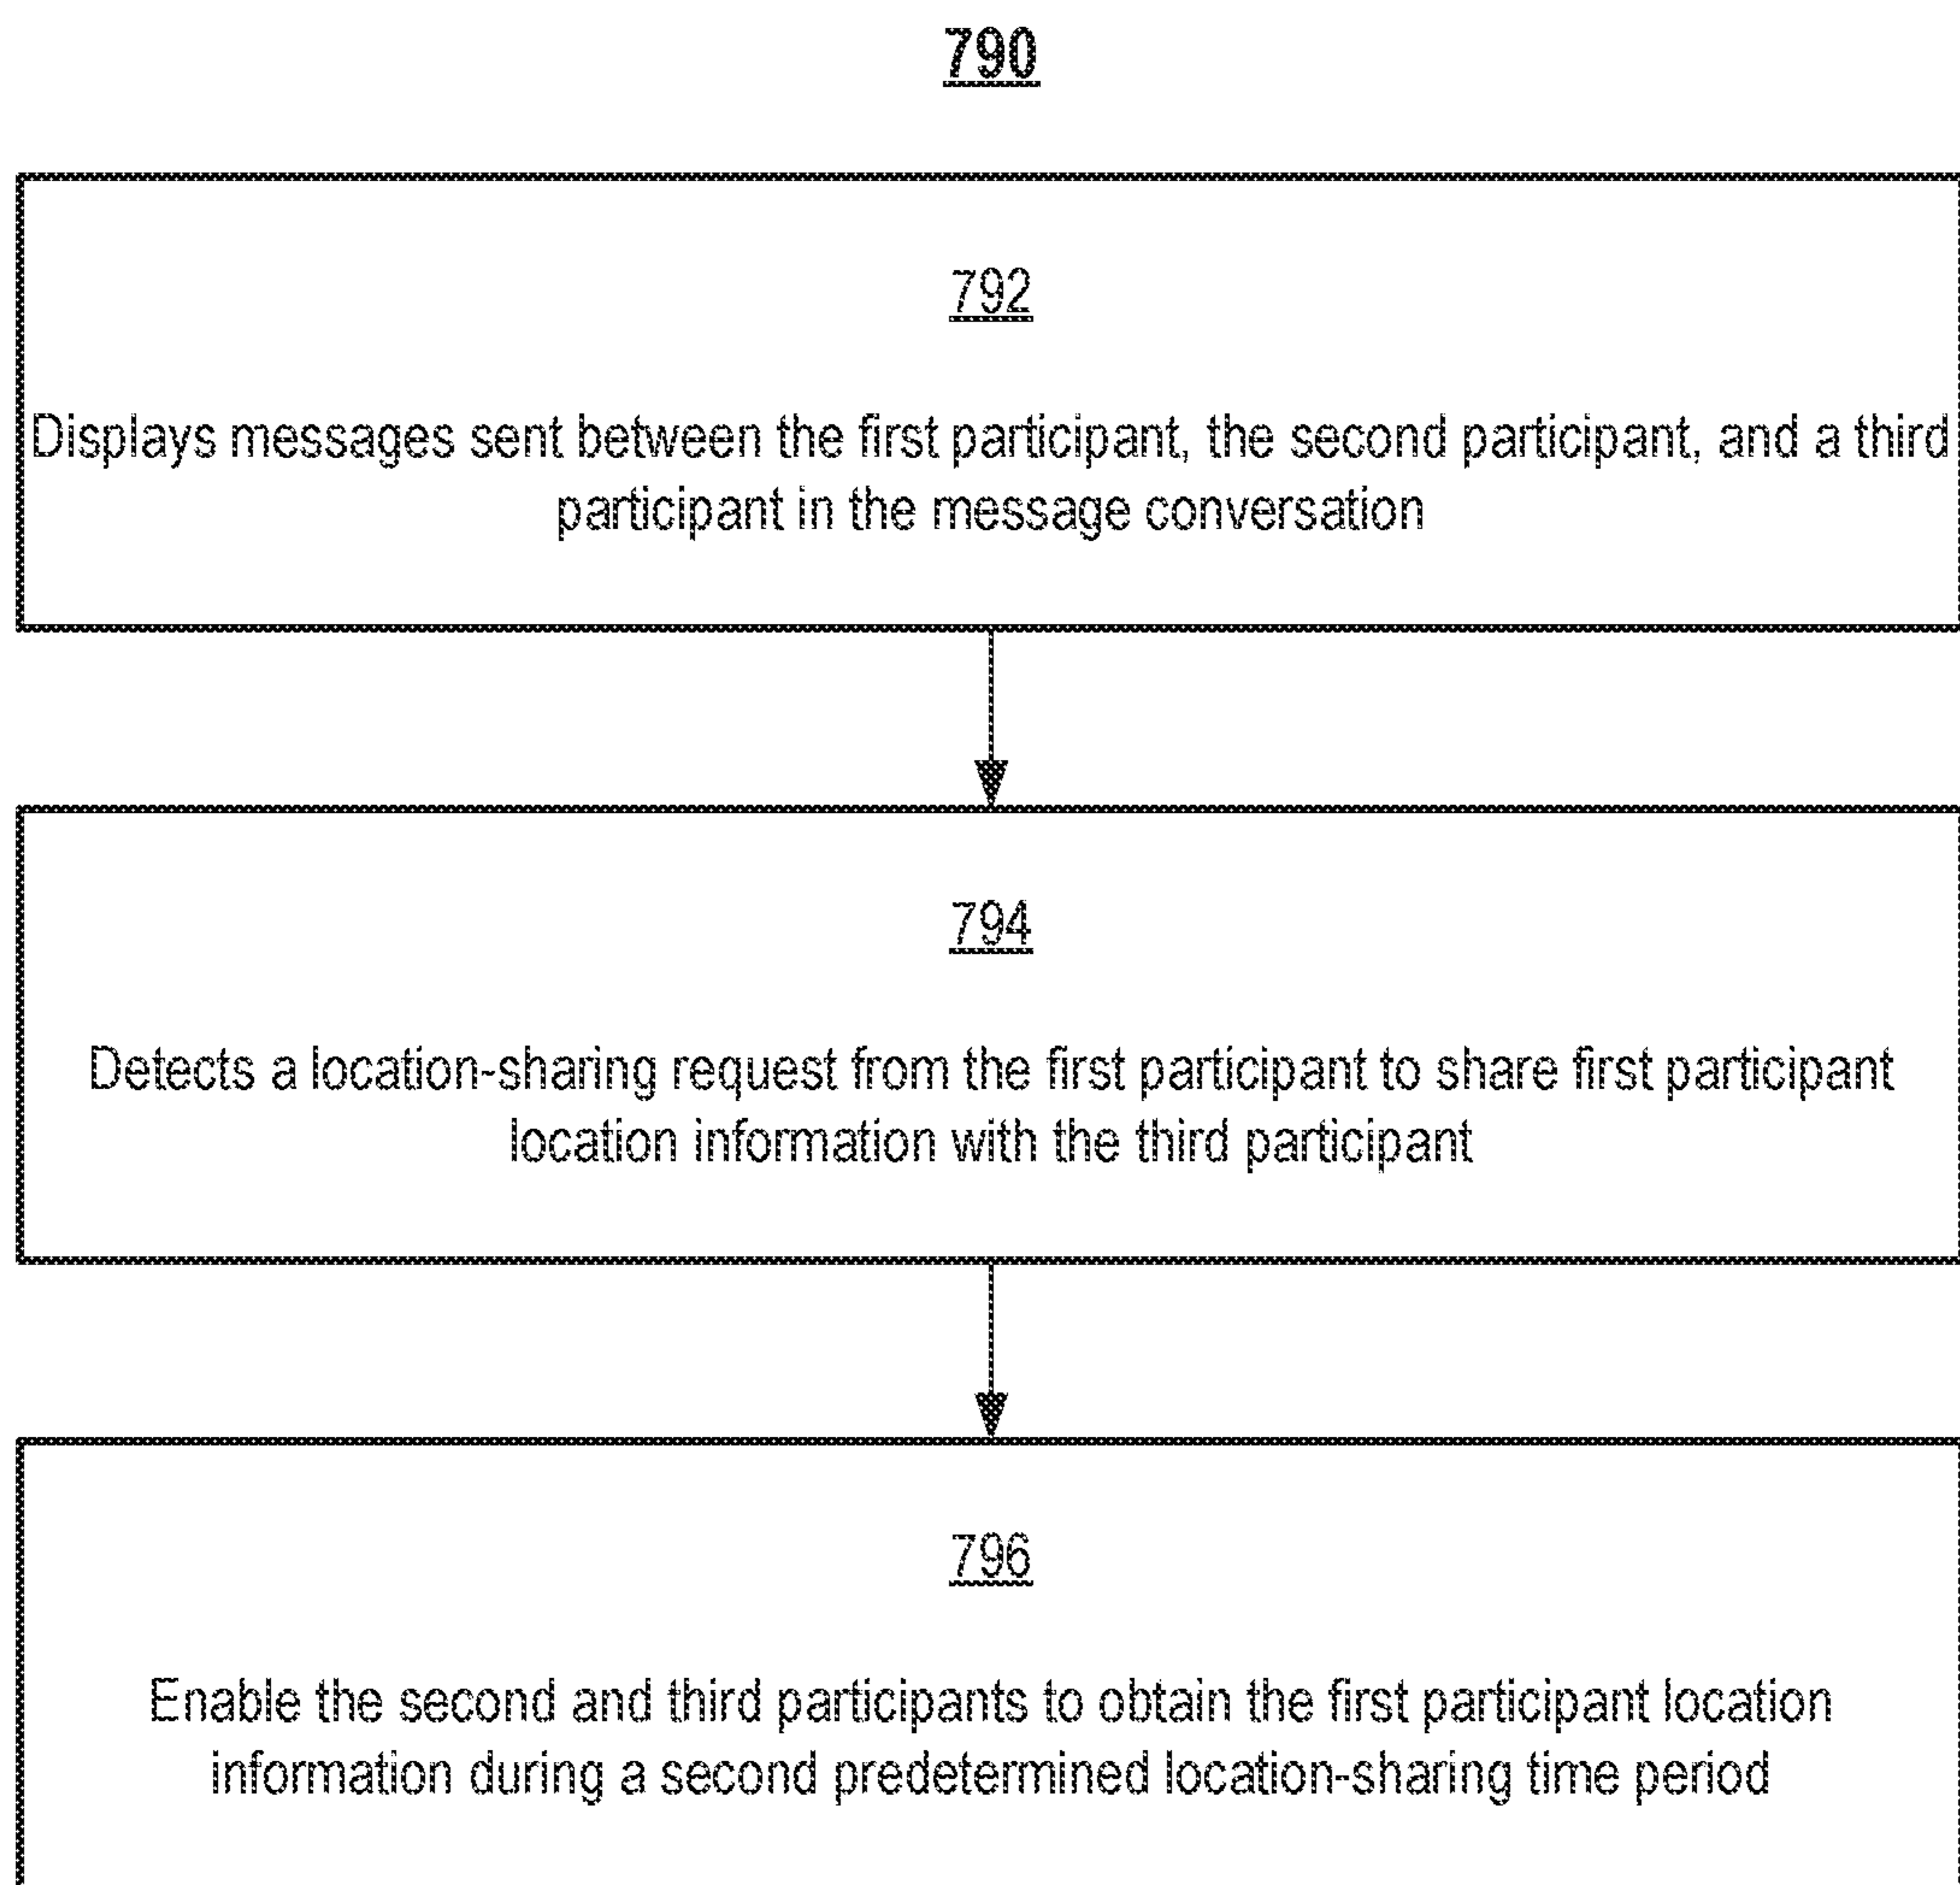 790
792
Displays messages sent between the first participant, the second participant, and a third
participant in the message conversation
794
Detects a location-sharing request from the first participant to share first participant
location information with the third participant
796
Enable the second and third participants to obtain the first participant location
information during a second predetermined location-sharing time period